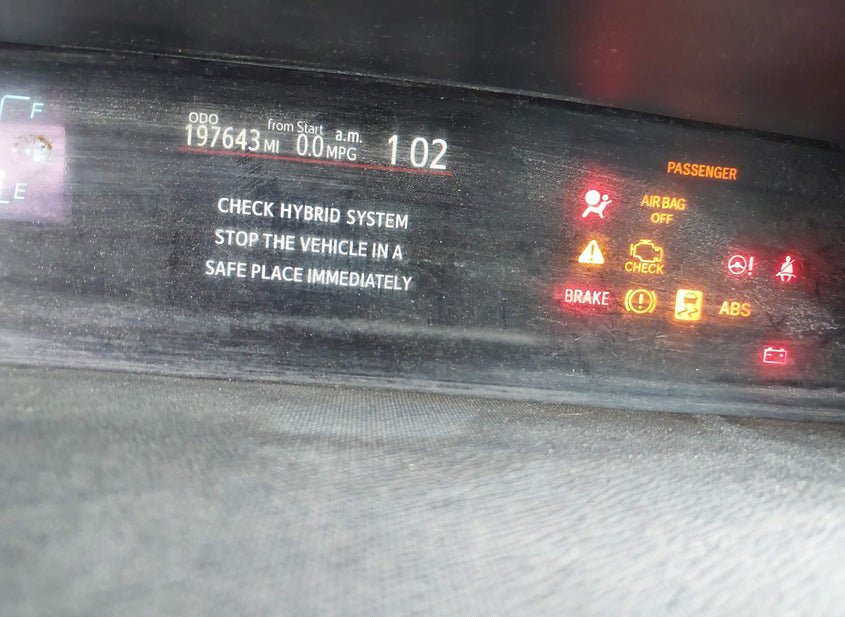 F
E
ODO
197643 MI
from Start
0.0 MPG
a.m.
1 02
CHECK HYBRID SYSTEM
STOP THE VEHICLE IN A
SAFE PLACE IMMEDIATELY
PASSENGER
AIR BAG
OFF
CHECK
BRAKE
ABS